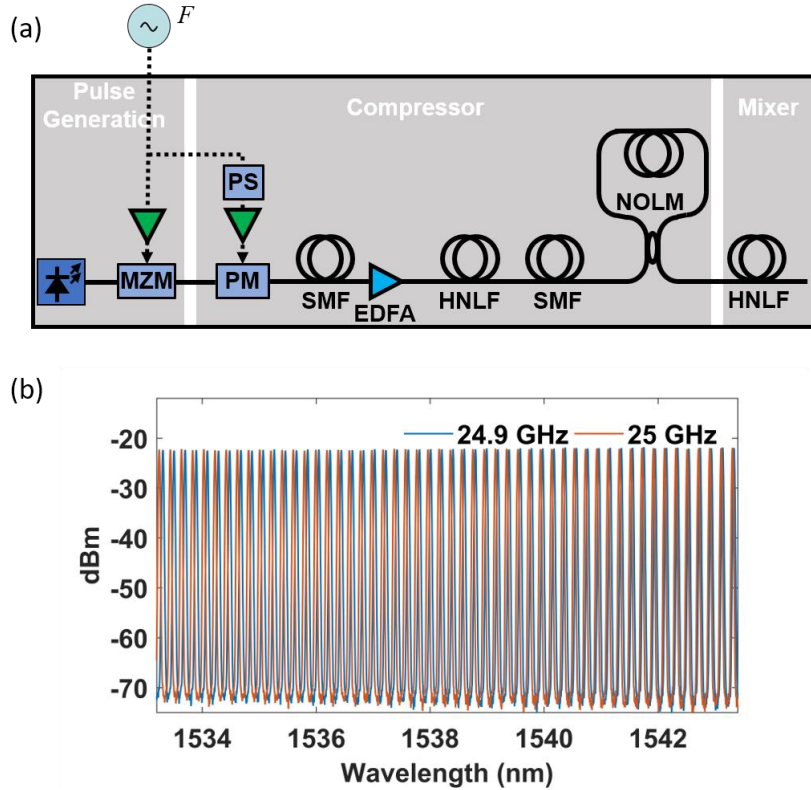 (a)
F
Pulse
Generation
Compressor
Mixer
PS
NOLM
MZM
PM
SMF
EDFA
HNLF
SMF
HNLF
(b)
24.9 GHz
25 GHz
-20
-30
-40
-50
-60
-70
dBm
1534
1536
1538
1540
1542
Wavelength (nm)